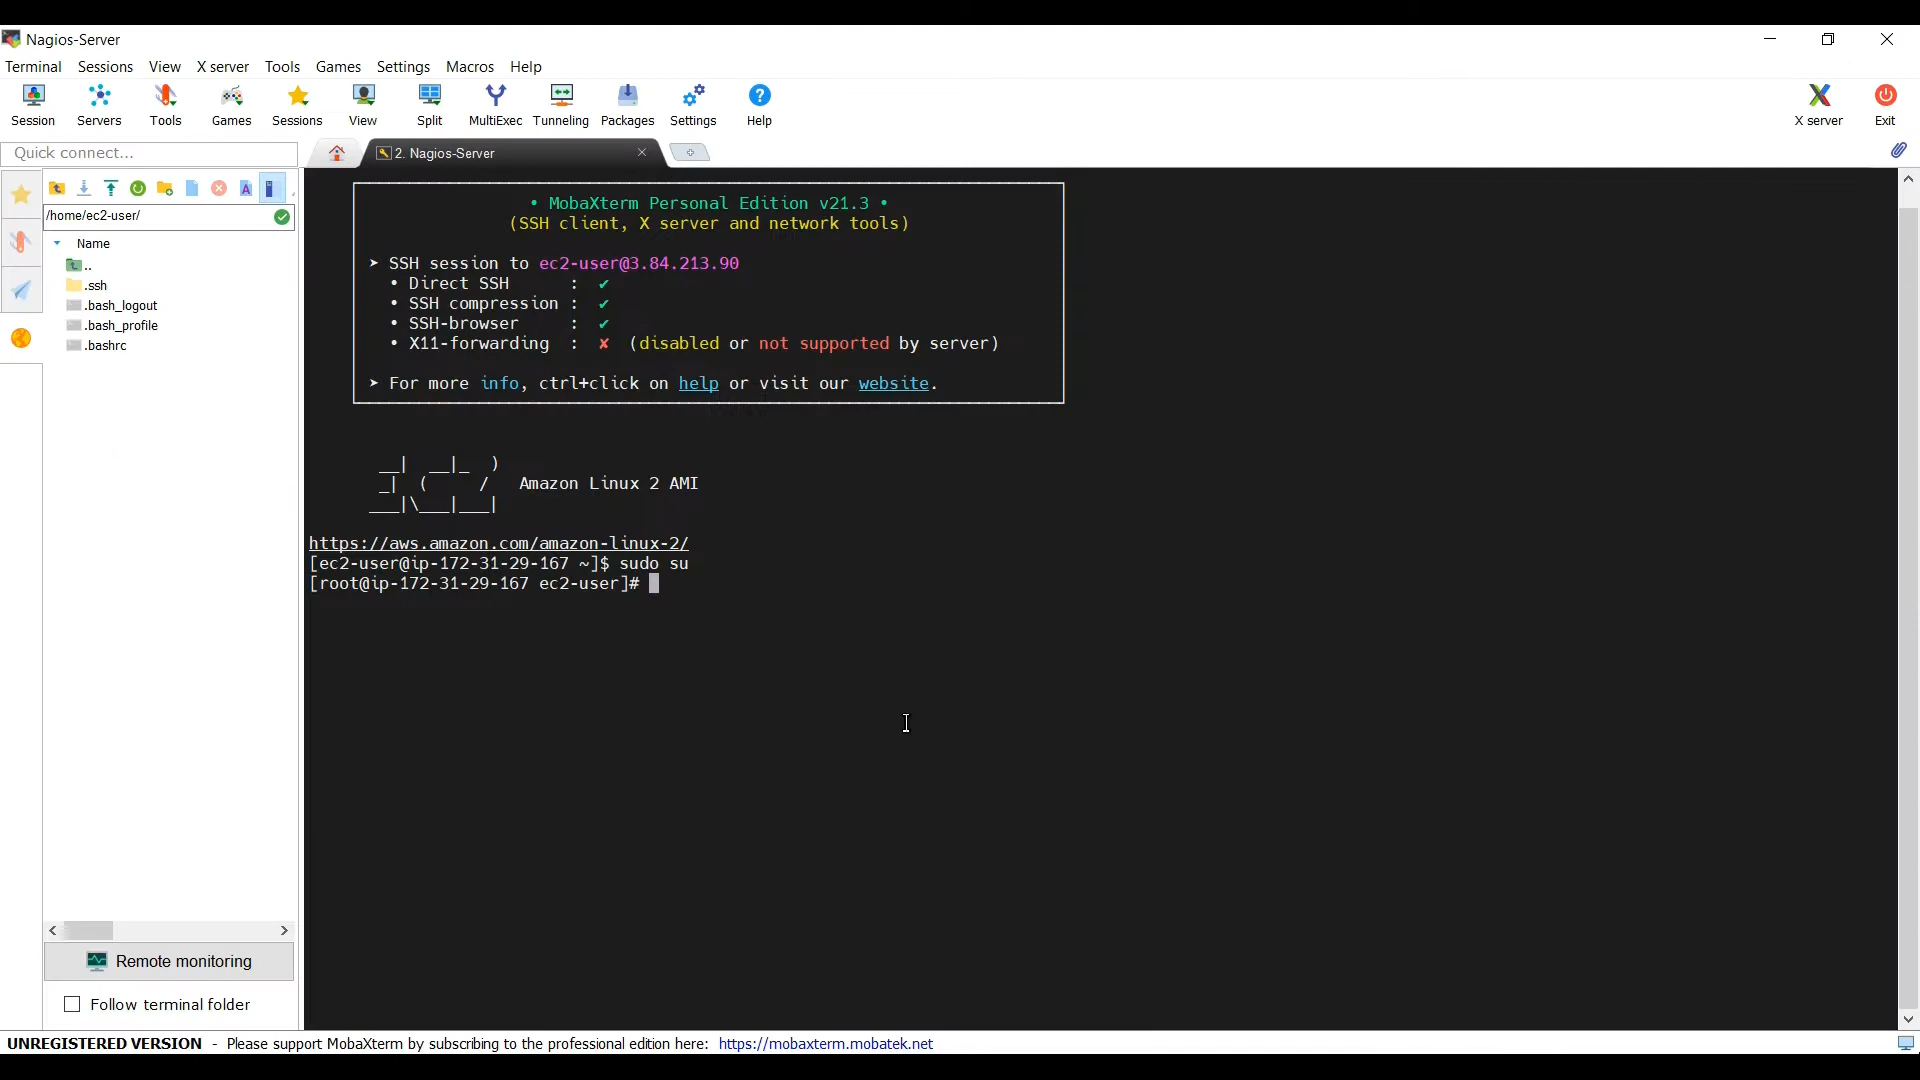 Nagios-Server
Terminal Sessions View X server Tools Games Settings Macros Help
Session Servers Tools Games Sessions View Split MultiExec Tunneling Packages Settings Help X server Exit
Quick connect...
2. Nagios-Server
/home/ec2-user/
Name
..
.ssh
.bash_logout
.bash_profile
.bashrc
• MobaXterm Personal Edition v21.3 •
(SSH client, X server and network tools)
➤ SSH session to ec2-user@3.84.213.90
• Direct SSH : ✔
• SSH compression : ✔
• SSH-browser : ✔
• X11-forwarding : ✘ (disabled or not supported by server)
➤ For more info, ctrl+click on help or visit our website.
__| __|_ )
_| ( / Amazon Linux 2 AMI
___|\___|___|
https://aws.amazon.com/amazon-linux-2/
[ec2-user@ip-172-31-29-167 ~]$ sudo su
[root@ip-172-31-29-167 ec2-user]#
Remote monitoring
Follow terminal folder
UNREGISTERED VERSION - Please support MobaXterm by subscribing to the professional edition here: https://mobaxterm.mobatek.net